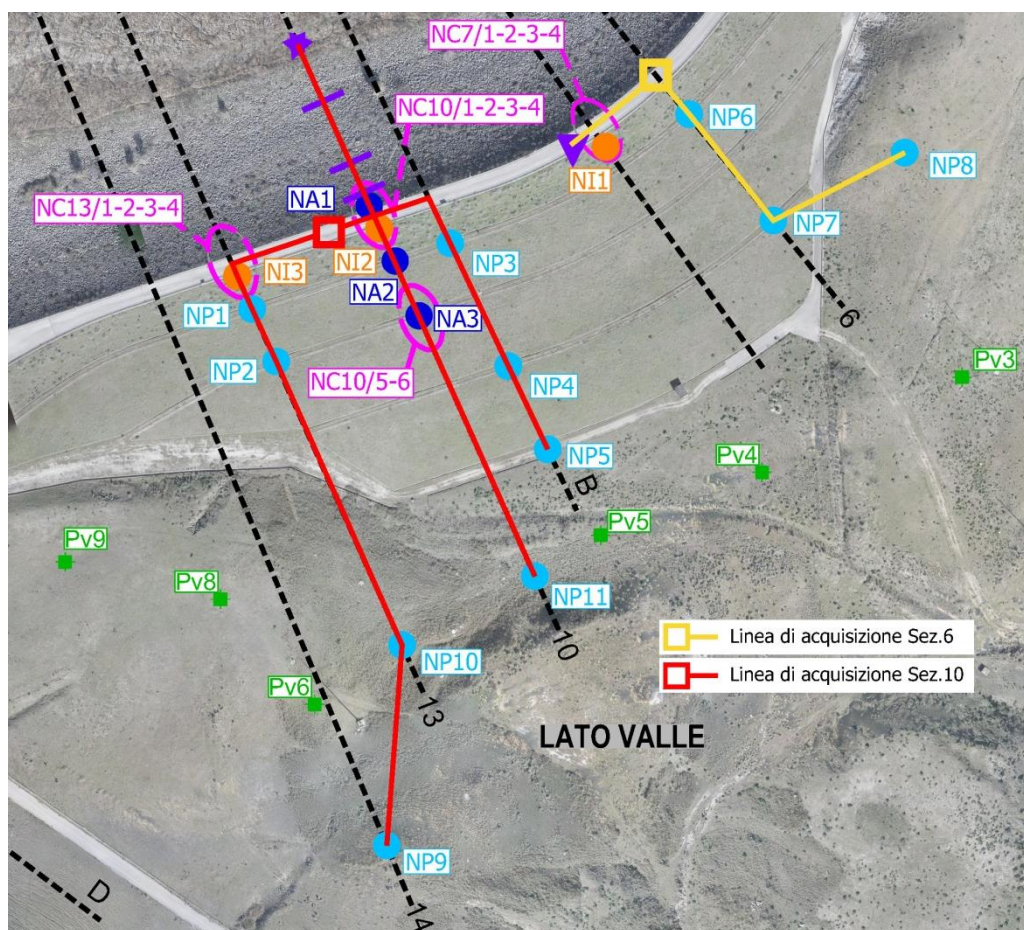 NC7/1-2-3-4
NC10/1-2-3-4
NP6
NP8
NI1
NA1
NC13/1-2-3-4
NP7
NI2
NP3
NI3
NA2
NP1
NA3
6
NP2
NP4
Pv3
NC10/5-6
NP5
Pv4
B
Pv5
Pv9
Pv8
NP11
Linea di acquisizione Sez.6
10
NP10
Linea di acquisizione Sez.10
Pv6
13
LATO VALLE
NP9
D
14